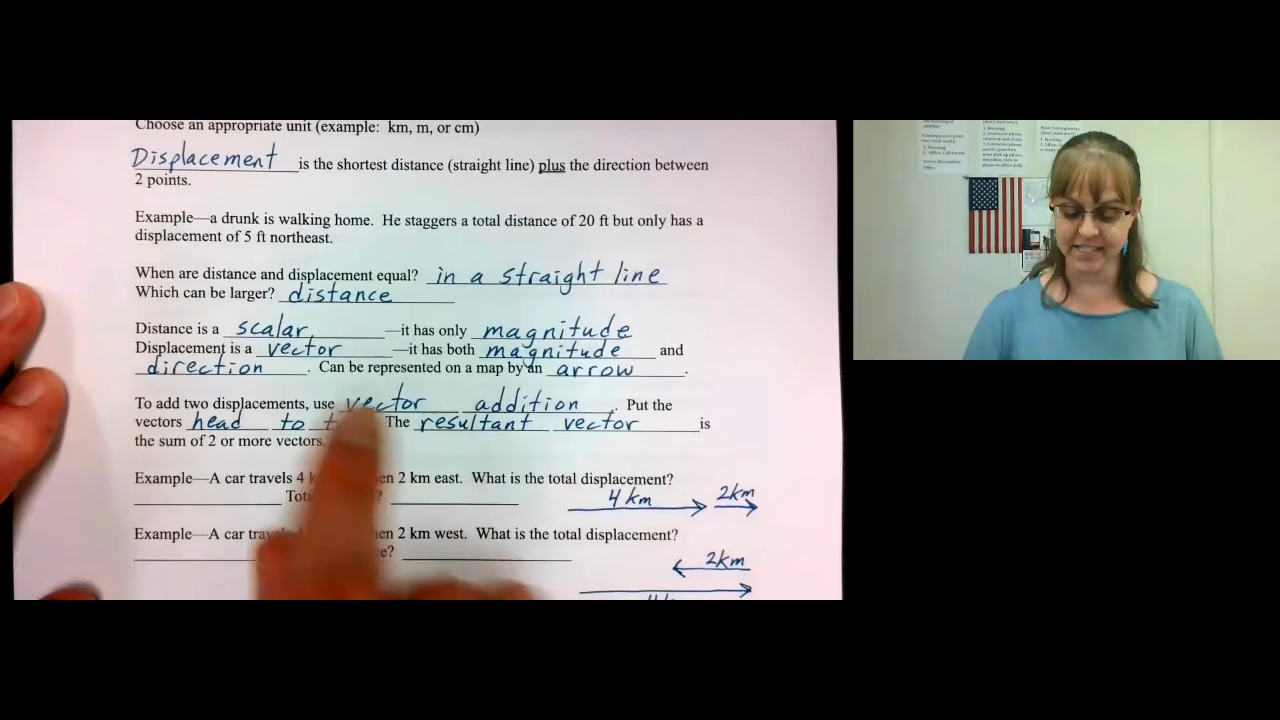 Choose an appropriate unit (example: km, m, or cm)
Displacement is the shortest distance (straight line) plus the direction between
2 points.
Example—a drunk is walking home. He staggers a total distance of 20 ft but only has a
displacement of 5 ft northeast.
When are distance and displacement equal? in a straight line
Which can be larger? distance
Distance is a scalar —it has only magnitude
Displacement is a vector —it has both magnitude and
direction . Can be represented on a map by an arrow .
To add two displacements, use vector addition . Put the
vectors head to The resultant vector is
the sum of 2 or more vectors.
Example—A car travels 4 2 km east. What is the total displacement?
4 km 2km
Example—A car 2 km west. What is the total displacement?
2km